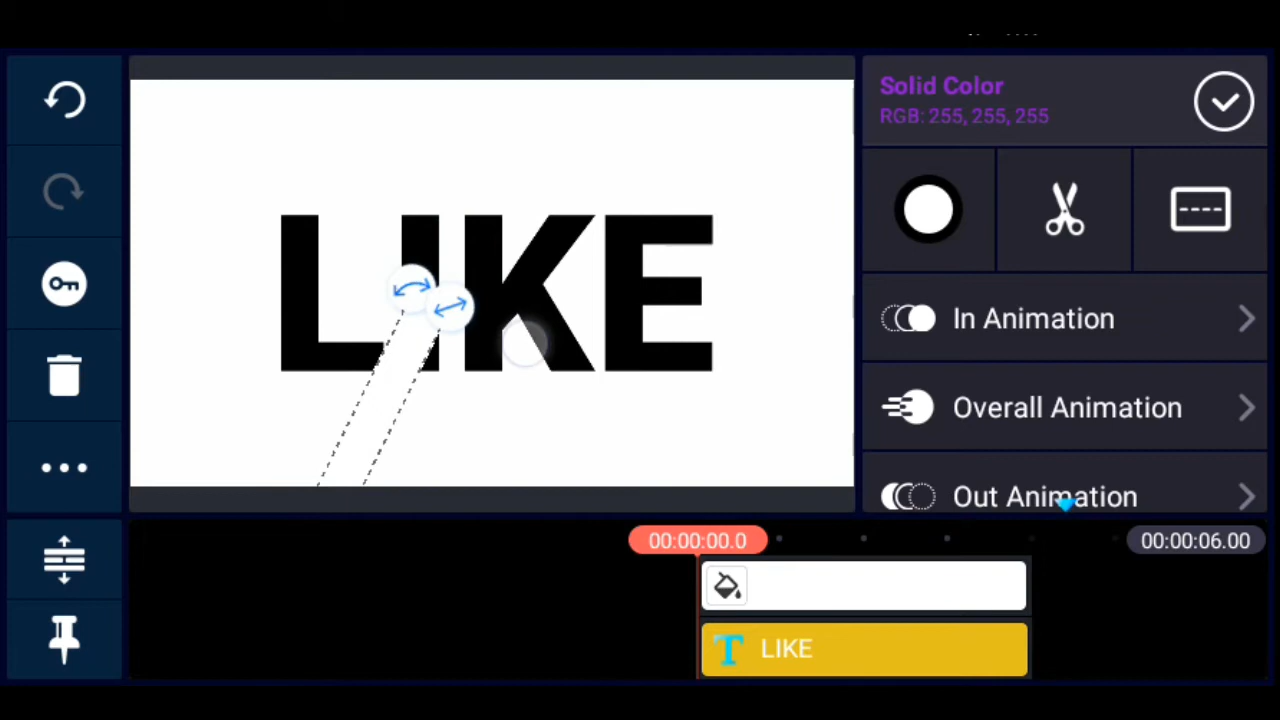 Solid Color
RGB: 255, 255, 255
LIKE
In Animation
Overall Animation
Out Animation
00:00:00.0
00:00:06.00
T LIKE